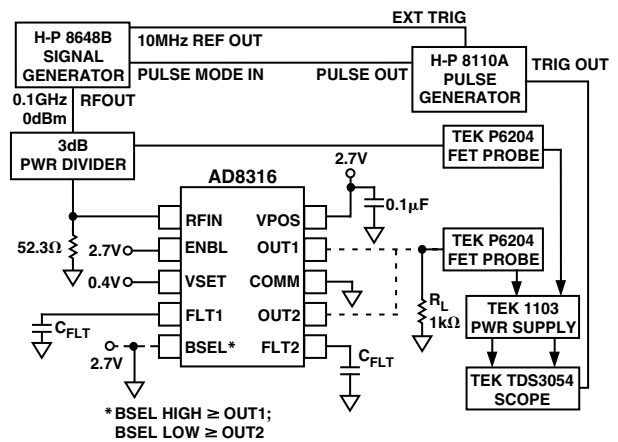 EXT TRIG
H-P 8648B
SIGNAL
GENERATOR
10MHz REF OUT
PULSE MODE IN
PULSE OUT
H-P 8110A
PULSE
GENERATOR
TRIG OUT
0.1GHz
0dBm
RFOUT
3dB
PWR DIVIDER
TEK P6204
FET PROBE
2.7V
AD8316
0.1μF
52.3Ω
RFIN
VPOS
2.7V
ENBL
OUT1
TEK P6204
FET PROBE
0.4V
VSET
COMM
RL
1kΩ
TEK 1103
PWR SUPPLY
CFLT
FLT1
OUT2
2.7V
BSEL*
FLT2
CFLT
TEK TDS3054
SCOPE
*BSEL HIGH ≥ OUT1;
BSEL LOW ≥ OUT2